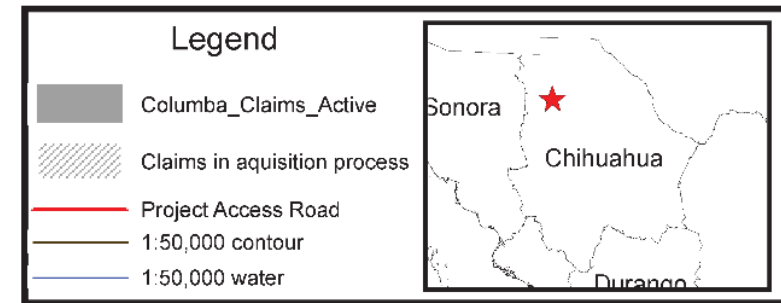 Legend
Columba_Claims_Active
Claims in aquisition process
Project Access Road
1:50,000 contour
1:50,000 water
Sonora
Chihuahua
Durango